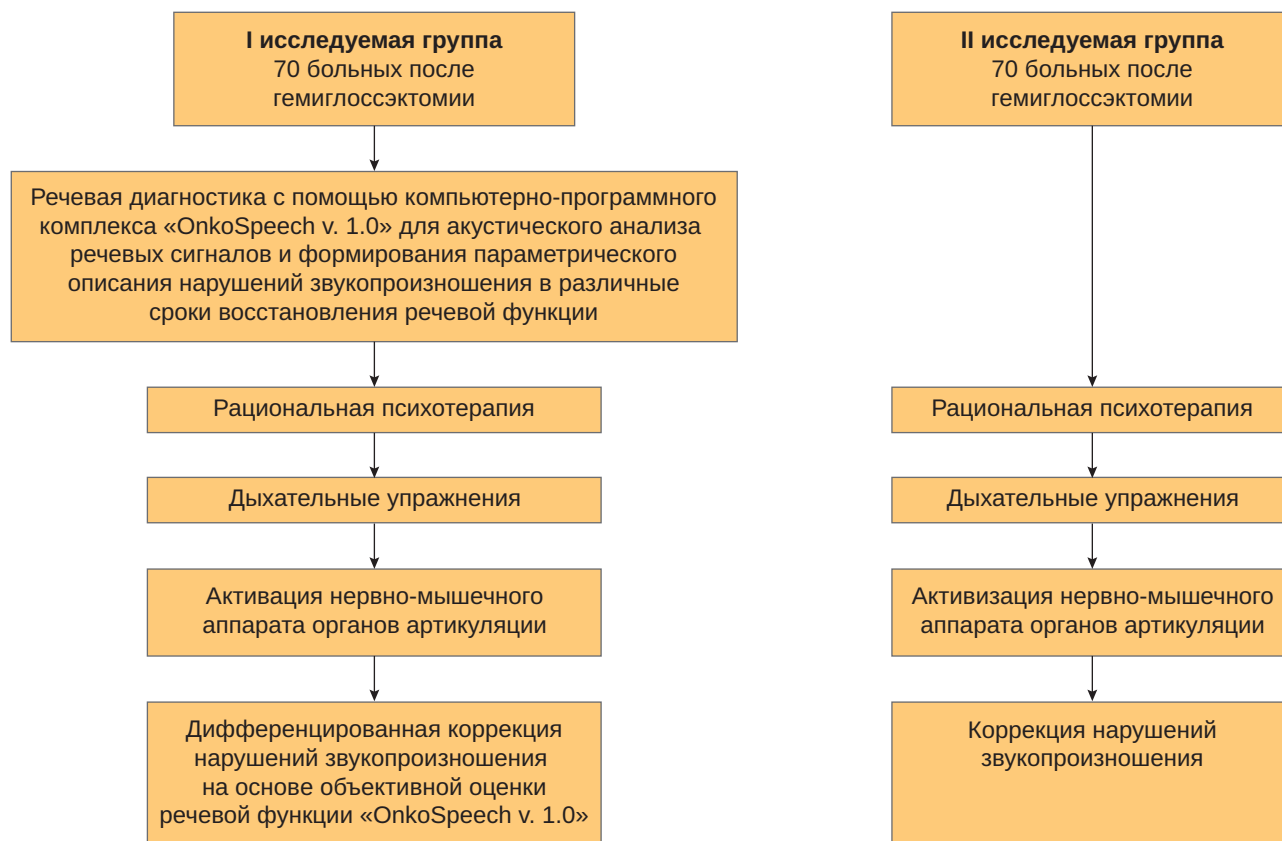 I исследуемая группа
70 больных после
гемиглоссэктомии
Речевая диагностика с помощью компьютерно-программного
комплекса «OnkoSpeech v. 1.0» для акустического анализа
речевых сигналов и формирования параметрического
описания нарушений звукопроизношения в различные
сроки восстановления речевой функции
Рациональная психотерапия
Дыхательные упражнения
Активация нервно-мышечного
аппарата органов артикуляции
Дифференцированная коррекция
нарушений звукопроизношения
на основе объективной оценки
речевой функции «OnkoSpeech v. 1.0»
II исследуемая группа
70 больных после
гемиглоссэктомии
Рациональная психотерапия
Дыхательные упражнения
Активизация нервно-мышечного
аппарата органов артикуляции
Коррекция нарушений
звукопроизношения